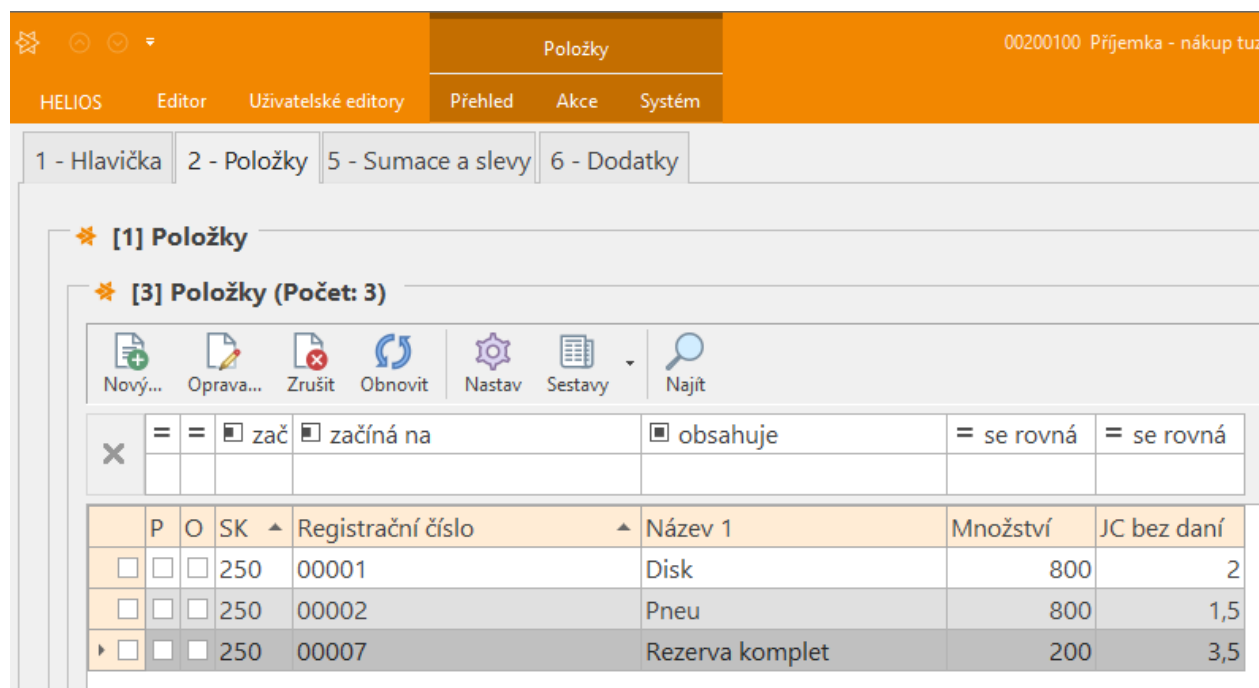 Položky
00200100 Příjemka - nákup tuz
HELIOS Editor Uživatelské editory Přehled Akce Systém
1 - Hlavička 2 - Položky 5 - Sumace a slevy 6 - Dodatky
[1] Položky
[3] Položky (Počet: 3)
Nový... Oprava... Zrušit Obnovit Nastav Sestavy Najít
= = zač začíná na obsahuje = se rovná = se rovná
P O SK Registrační číslo Název 1 Množství JC bez daní
250 00001 Disk 800 2
250 00002 Pneu 800 1,5
250 00007 Rezerva komplet 200 3,5